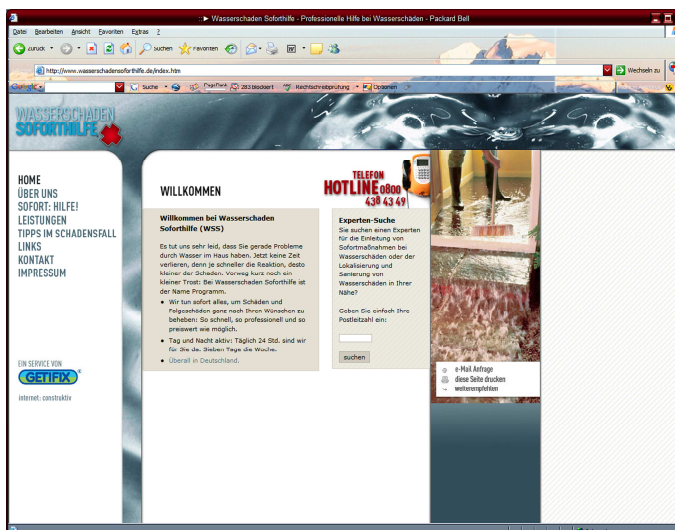 ::► Wasserschaden Soforthilfe - Professionelle Hilfe bei Wasserschäden - Packard Bell
Datei Bearbeiten Ansicht Favoriten Extras ?
Zurück Suchen Favoriten
http://www.wasserschadensoforthilfe.de/index.htm Wechseln zu
Suche PageRank 283 blockiert Rechtschreibprüfung Optionen
WASSERSCHADEN
SOFORTHILFE
HOME
ÜBER UNS
SOFORT: HILFE!
LEISTUNGEN
TIPPS IM SCHADENSFALL
LINKS
KONTAKT
IMPRESSUM
EIN SERVICE VON
GETIFIX®
internet: construktiv
WILLKOMMEN
Willkommen bei Wasserschaden
Soforthilfe (WSS)
Es tut uns sehr leid, dass Sie gerade Probleme
durch Wasser im Haus haben. Jetzt keine Zeit
verlieren, denn je schneller die Reaktion, desto
kleiner der Schaden. Vorweg kurz noch ein
kleiner Trost: Bei Wasserschaden Soforthilfe ist
der Name Programm.
• Wir tun sofort alles, um Schäden und
Folgeschäden ganz nach Ihren Wünschen zu
beheben: So schnell, so professionell und so
preiswert wie möglich.
• Tag und Nacht aktiv: Täglich 24 Std. sind wir
für Sie da. Sieben Tage die Woche.
• Überall in Deutschland.
TELEFON
HOTLINE 0800
438 43 49
Experten-Suche
Sie suchen einen Experten
für die Einleitung von
Sofortmaßnahmen bei
Wasserschäden oder der
Lokalisierung und
Sanierung von
Wasserschäden in Ihrer
Nähe?
Geben Sie einfach Ihre
Postleitzahl ein:
suchen
e-Mail Anfrage
diese Seite drucken
weiterempfehlen